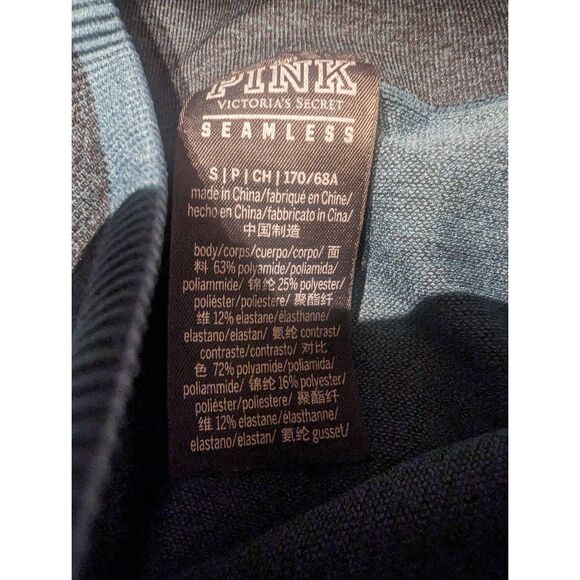 PINK
VICTORIA'S SECRET
SEAMLESS
S | P | CH | 170/68A
made in China/fabriqué en Chine/
hecho en China/fabbricato in Cina/
中国制造
body/corps/cuerpo/corpo/ 面
料 63% polyamide/poliamida/
poliammide/ 锦纶 25% polyester/
poliéster/poliestere/ 聚酯纤
维 12% elastane/élasthanne/
elastano/elastan/ 氨纶 contrast/
contraste/contrasto/ 对比
色 72% polyamide/poliamida/
poliammide/ 锦纶 16% polyester/
poliéster/poliestere/ 聚酯纤
维 12% elastane/élasthanne/
elastano/elastan/ 氨纶 gusset/